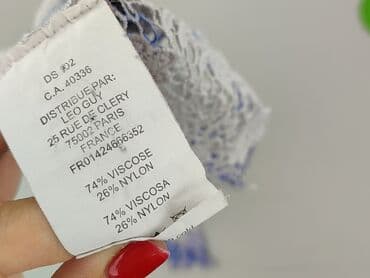 DS 902
C.A. 40336
DISTRIBUE PAR:
LEO GUY
25 RUE DE CLERY
75002 PARIS
FRANCE
FR01424666352
74% VISCOSE
26% NYLON
74% VISCOSA
26% NYLON